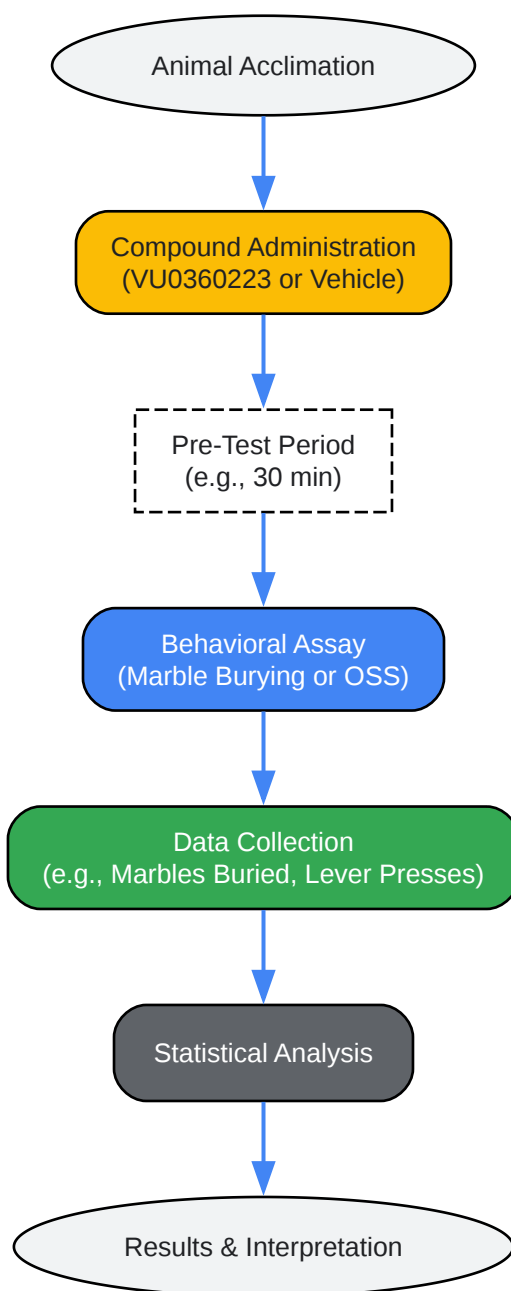 Animal Acclimation
Compound Administration
(VU0360223 or Vehicle)
Pre-Test Period
(e.g., 30 min)
Behavioral Assay
(Marble Burying or OSS)
Data Collection
(e.g., Marbles Buried, Lever Presses)
Statistical Analysis
Results & Interpretation